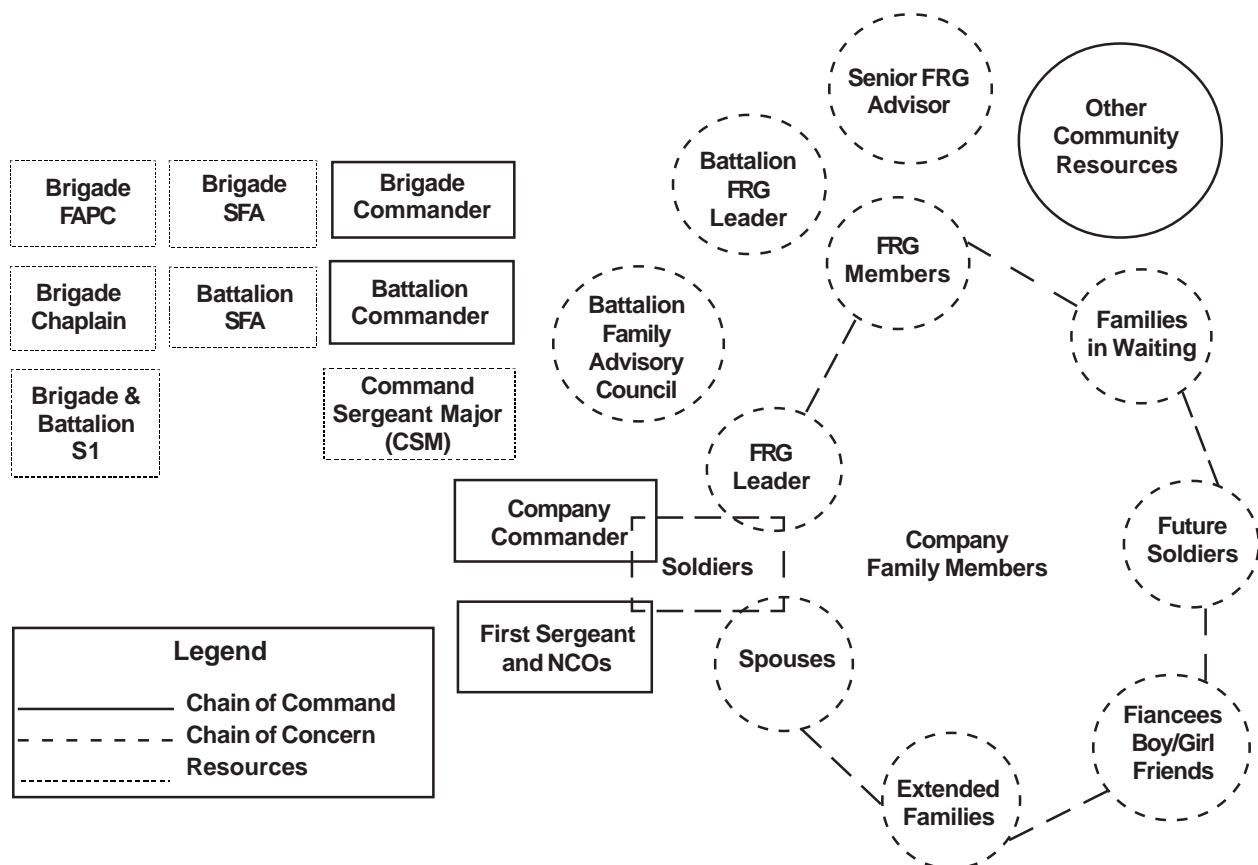 Senior FRG
Advisor
Other
Community
Resources
Battalion
FRG
Leader
Brigade
FAPC
Brigade
SFA
Brigade
Commander
FRG
Members
Brigade
Chaplain
Battalion
SFA
Battalion
Commander
Battalion
Family
Advisory
Council
Families
in Waiting
Brigade &
Battalion
S1
Command
Sergeant Major
(CSM)
FRG
Leader
Company
Commander
Soldiers
Company
Family Members
Future
Soldiers
First Sergeant
and NCOs
Spouses
Legend
Chain of Command
Chain of Concern
Resources
Fiancees
Boy/Girl
Friends
Extended
Families